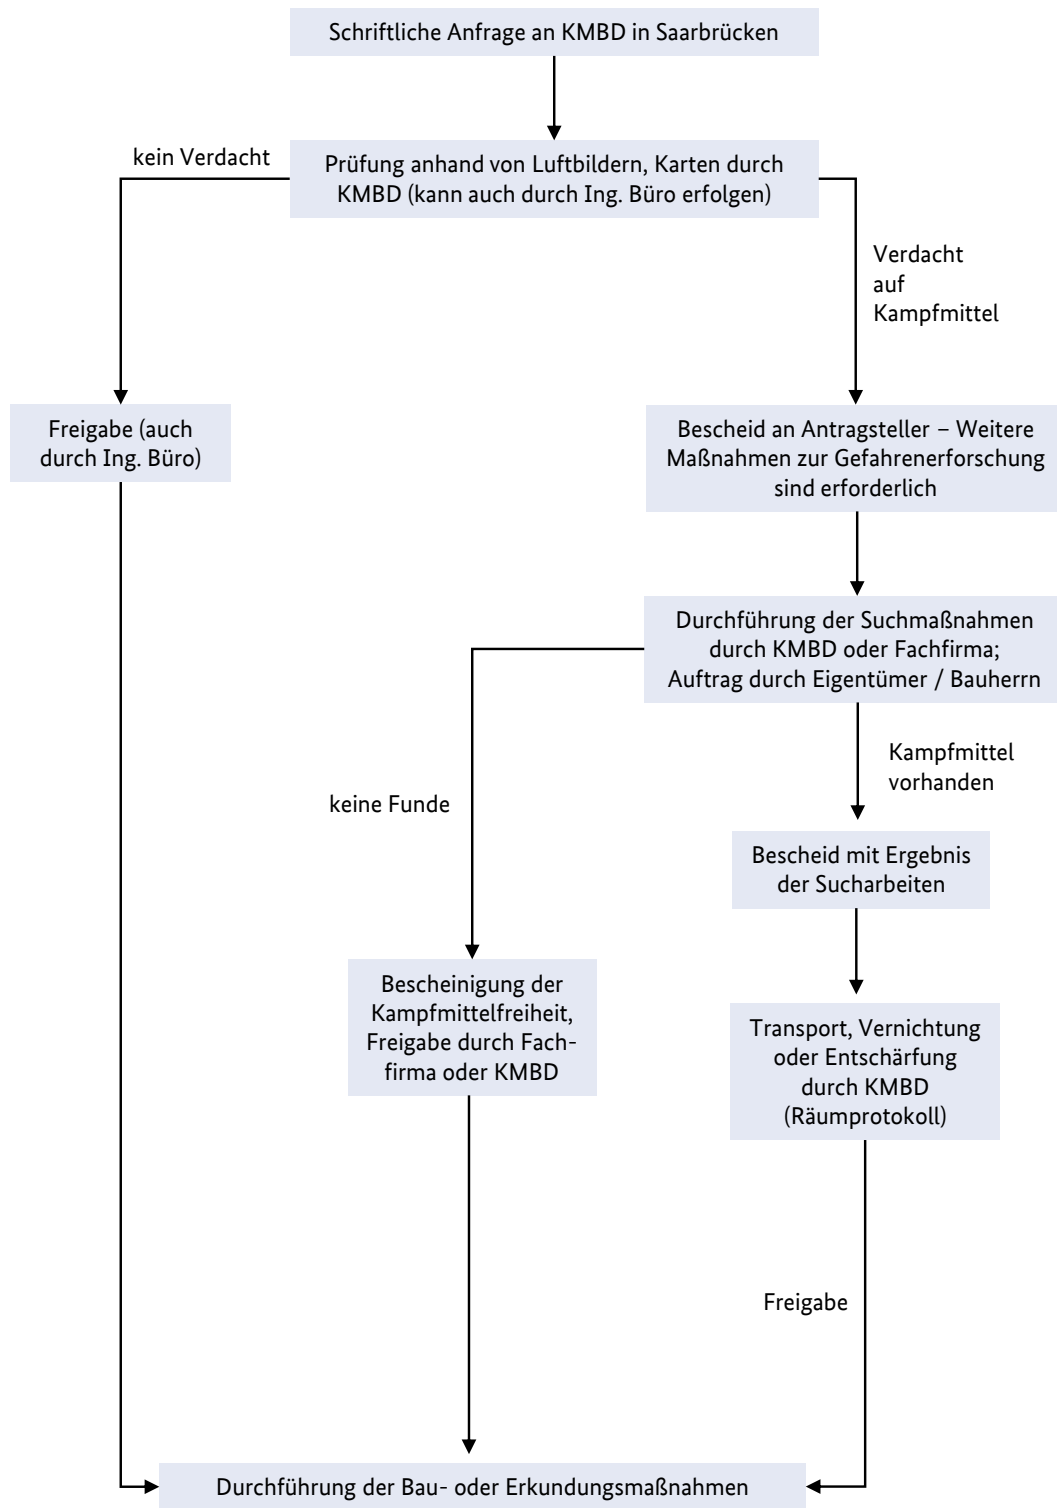 Schriftliche Anfrage an KMBD in Saarbrücken
kein Verdacht
Prüfung anhand von Luftbildern, Karten durch
KMBD (kann auch durch Ing. Büro erfolgen)
Verdacht
auf
Kampfmittel
Freigabe (auch
durch Ing. Büro)
Bescheid an Antragsteller – Weitere
Maßnahmen zur Gefahrenerforschung
sind erforderlich
Durchführung der Suchmaßnahmen
durch KMBD oder Fachfirma;
Auftrag durch Eigentümer / Bauherrn
Kampfmittel
vorhanden
keine Funde
Bescheid mit Ergebnis
der Sucharbeiten
Bescheinigung der
Kampfmittelfreiheit,
Freigabe durch Fach-
firma oder KMBD
Transport, Vernichtung
oder Entschärfung
durch KMBD
(Räumprotokoll)
Freigabe
Durchführung der Bau- oder Erkundungsmaßnahmen